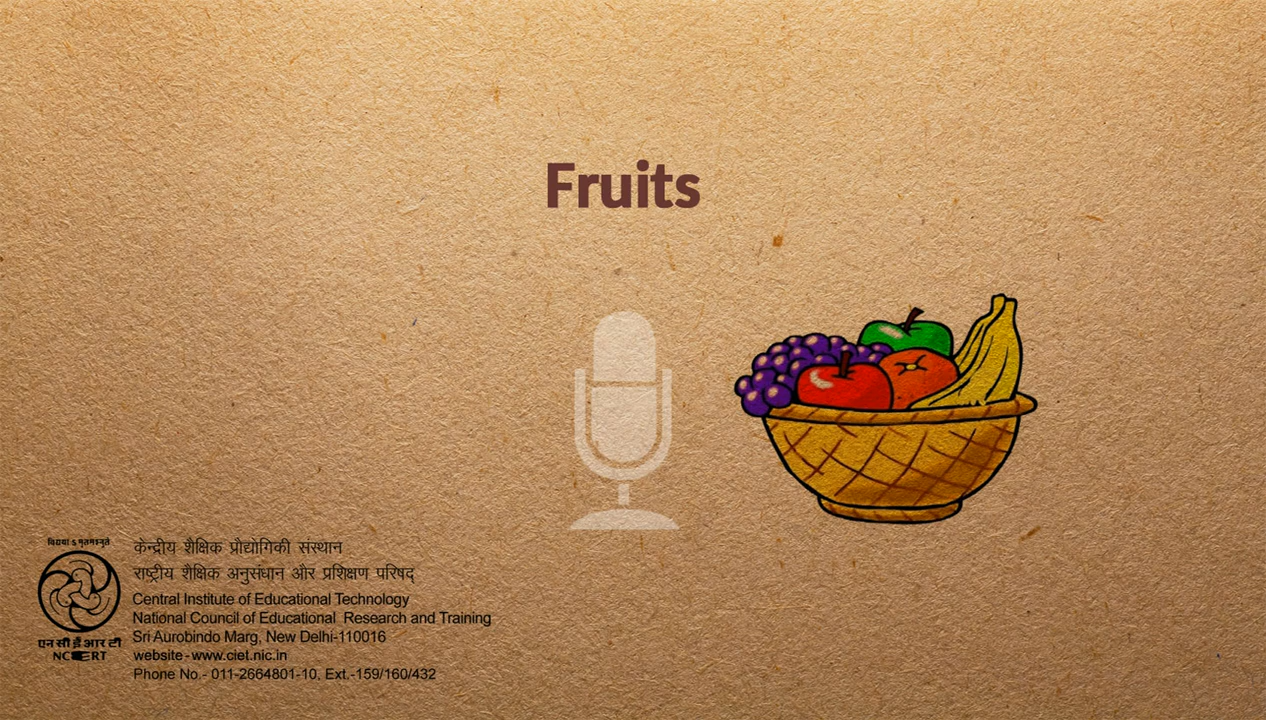 Fruits
विद्यया ऽ मृतमश्नुते
एन सी ई आर टी
NCERT
केन्द्रीय शैक्षिक प्रौद्योगिकी संस्थान
राष्ट्रीय शैक्षिक अनुसंधान और प्रशिक्षण परिषद्
Central Institute of Educational Technology
National Council of Educational Research and Training
Sri Aurobindo Marg, New Delhi-110016
website - www.ciet.nic.in
Phone No.- 011-2664801-10, Ext.-159/160/432